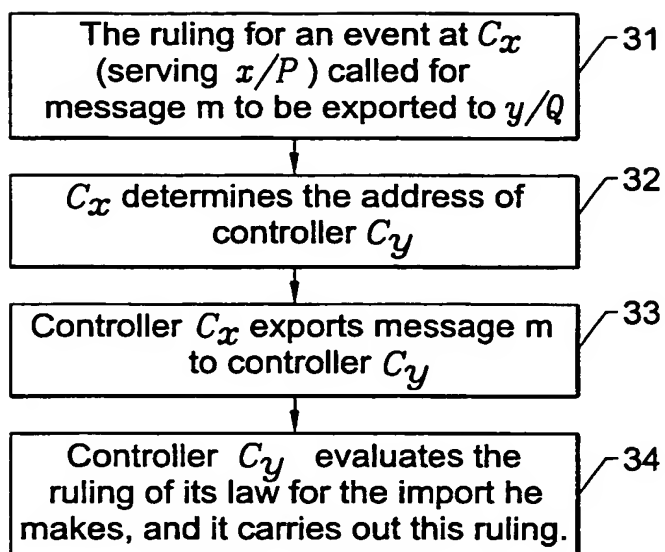 The ruling for an event at Cx
(serving x/P) called for
message m to be exported to y/Q
31
Cx determines the address of
controller Cy
32
Controller Cx exports message m
to controller Cy
33
Controller Cy evaluates the
ruling of its law for the import he
makes, and it carries out this ruling.
34